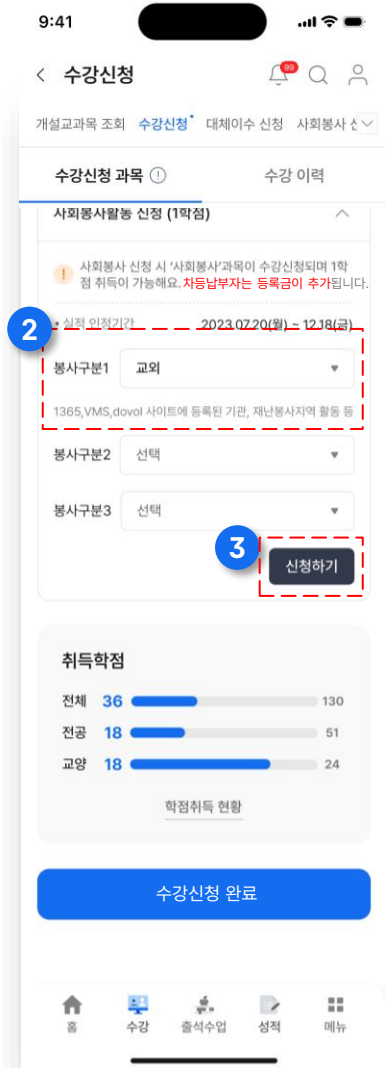 9:41
수강신청
99
개설교과목 조회 수강신청 대체이수 신청 사회봉사
수강신청 과목 수강 이력
사회봉사활동 신청 (1학점)
! 사회봉사 신청 시 '사회봉사'과목이 수강신청되며 1학
점 취득이 가능해요. 차등납부자는 등록금이 추가됩니다.
2
• 실적 인정기간 2023.07.20(월) ~ 12.18(금)
봉사구분1 교외
1365,VMS,dovol 사이트에 등록된 기관, 재난봉사지역 활동 등
봉사구분2 선택
봉사구분3 선택
3
신청하기
취득학점
전체 36 130
전공 18 51
교양 18 24
학점취득 현황
수강신청 완료
홈 수강 출석수업 성적 메뉴